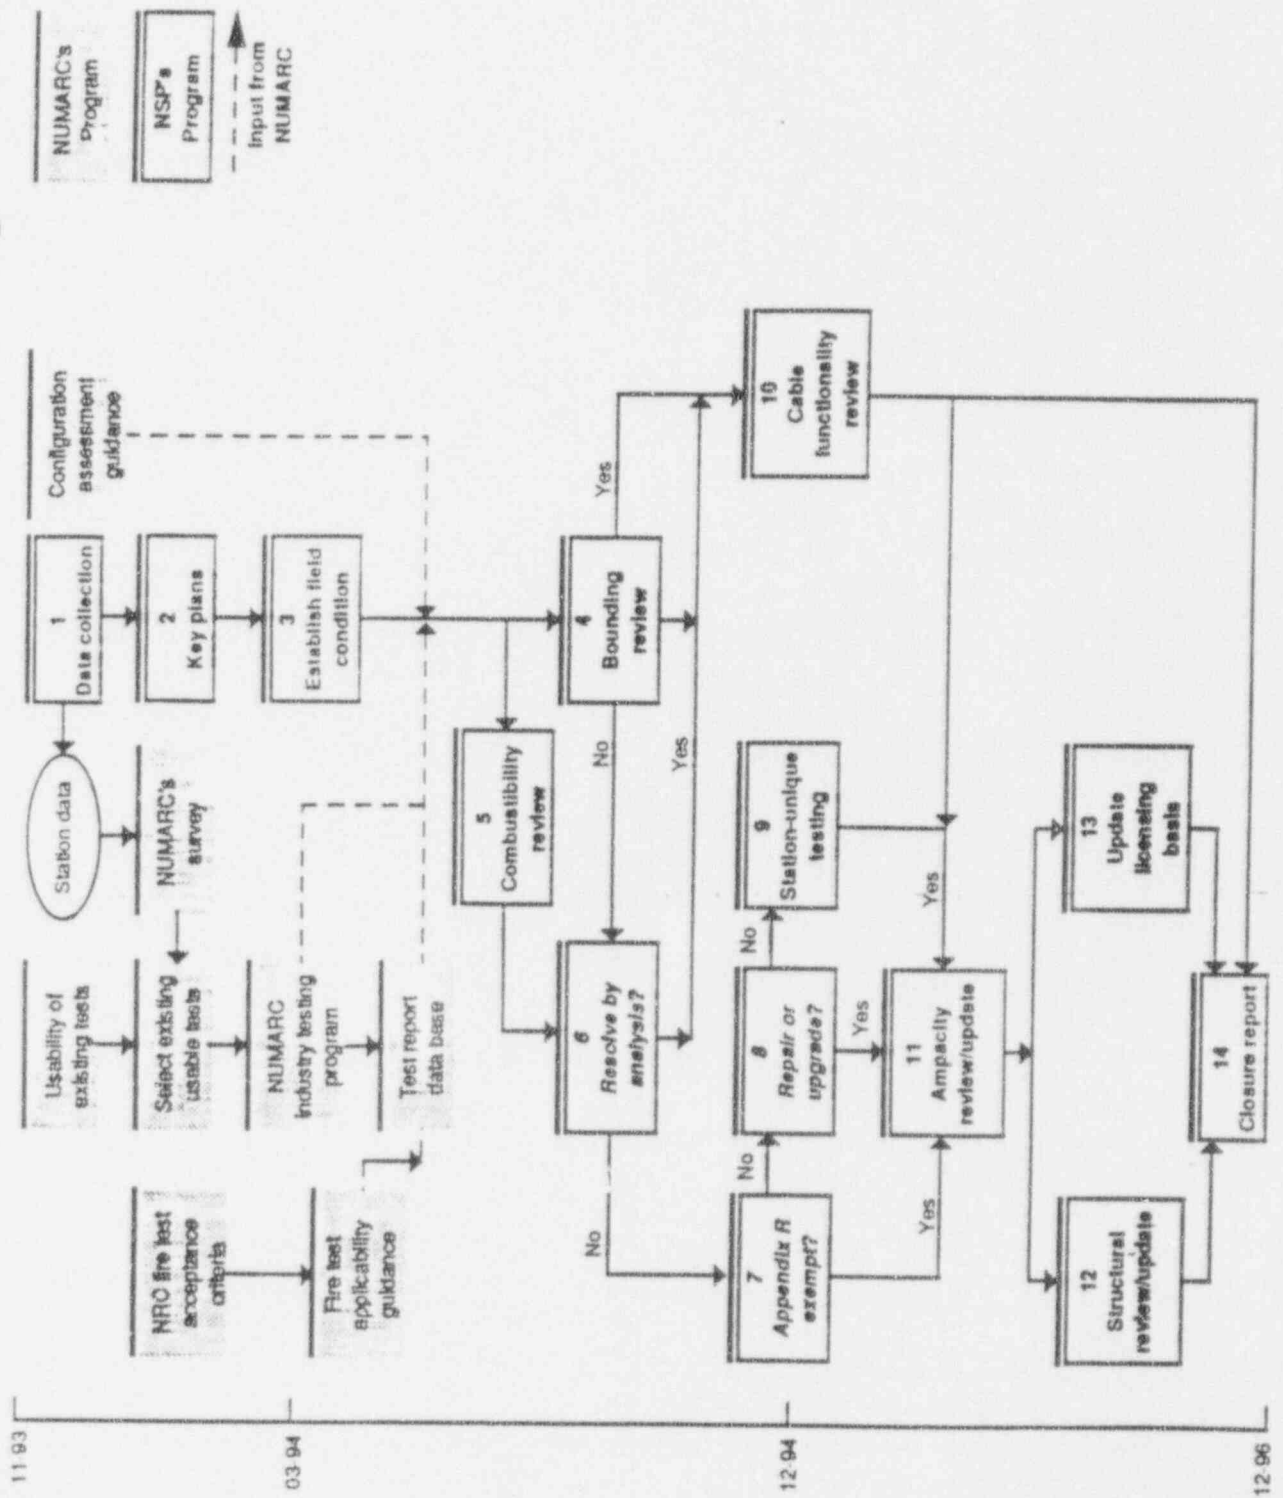 11-93
03-94
12-94
12-96
NRC fire test
acceptance
criteria
Fire test
applicability
guidance
Usability of
existing tests
Select existing
usable tests
NUMARC
industry testing
program
Test report
data base
Station data
NUMARC's
survey
1
Data collection
2
Key plans
3
Establish field
condition
Configuration
assessment
guidance
NUMARC's
Program
NSP's
Program
Input from
NUMARC
5
Combustibility
review
4
Bounding
review
Yes
No
Yes
6
Resolve by
analysis?
No
7
Appendix R
exempt?
No
8
Repair or
upgrade?
No
9
Station-unique
testing
10
Cable
functionality
review
Yes
Yes
Yes
11
Ampacity
review/update
12
Structural
review/update
13
Update
licensing
basis
14
Closure report